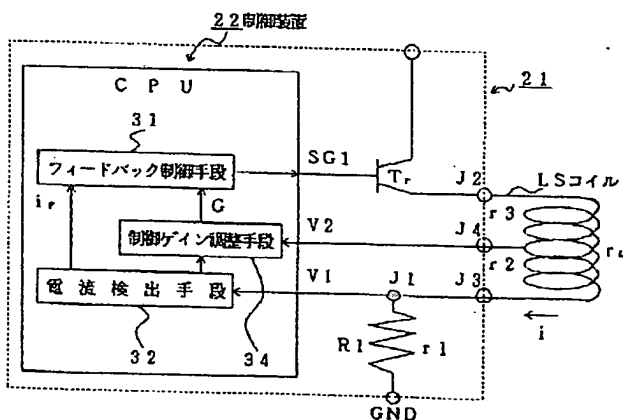 22制御装置
21
CPU
31
フィードバック制御手段
SG1
Tr
J2
LSコイル
ir
G
r3
制御ゲイン調整手段
V2
J4
r2
V1
J1
J3
電流検出手段
32
34
R1
r1
i
GND